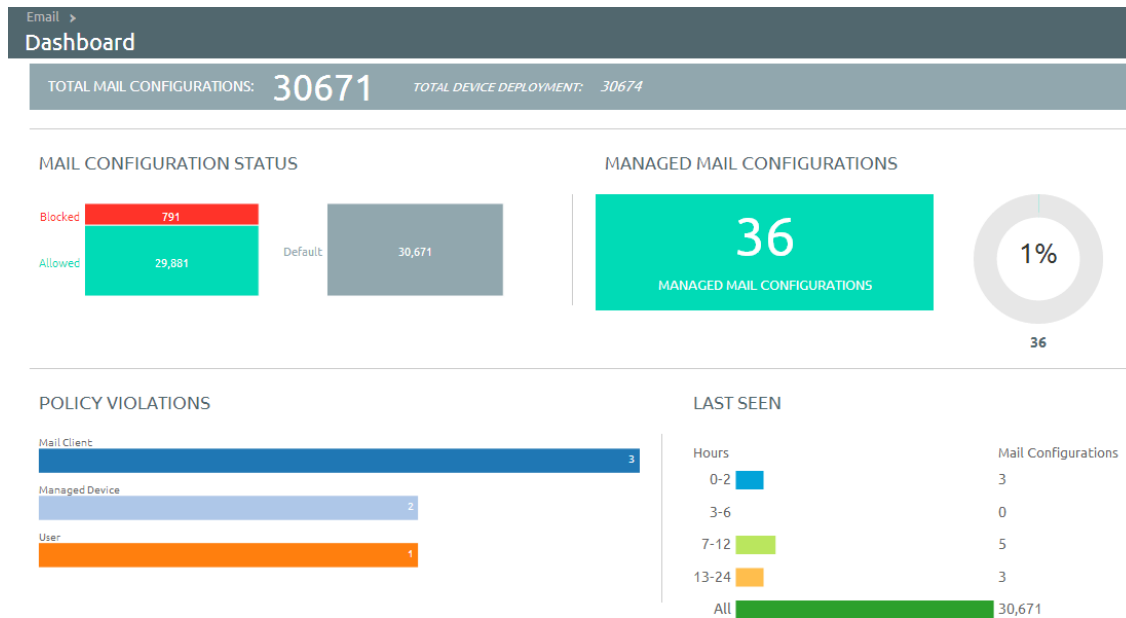 Email >
Dashboard
TOTAL MAIL CONFIGURATIONS: 30671 TOTAL DEVICE DEPLOYMENT: 30674
MAIL CONFIGURATION STATUS
Blocked 791
Allowed 29,881
Default 30,671
MANAGED MAIL CONFIGURATIONS
36
MANAGED MAIL CONFIGURATIONS
1%
36
POLICY VIOLATIONS
Mail Client
3
Managed Device
2
User
1
LAST SEEN
Hours Mail Configurations
0-2 3
3-6 0
7-12 5
13-24 3
All 30,671